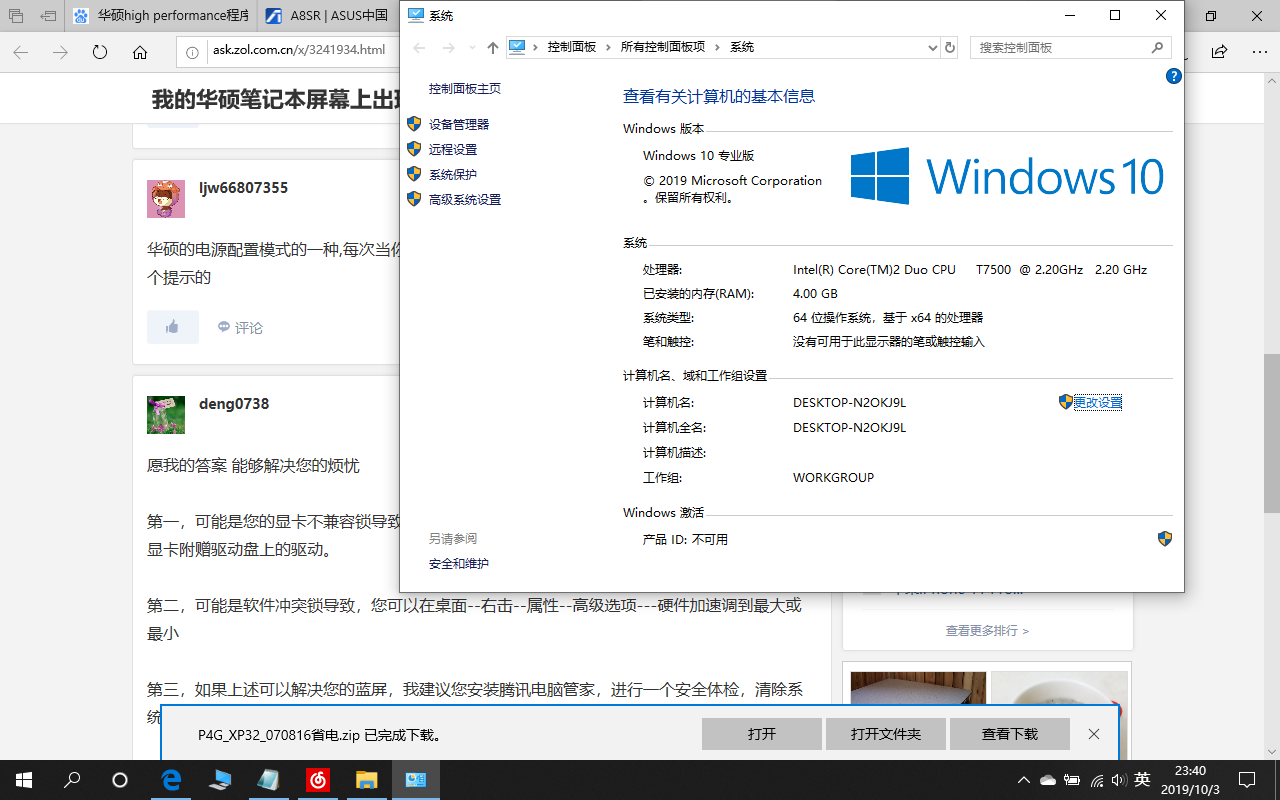 华硕high performance程序
A8SR | ASUS中国
ask.zol.com.cn/x/3241934.html
我的华硕笔记本屏幕上出现
ljw66807355
华硕的电源配置模式的一种,每次当你
个提示的
评论
deng0738
愿我的答案 能够解决您的烦忧
第一，可能是您的显卡不兼容锁导致
显卡附赠驱动盘上的驱动。
第二，可能是软件冲突锁导致，您可以在桌面--右击--属性--高级选项---硬件加速调到最大或
最小
第三，如果上述可以解决您的蓝屏，我建议您安装腾讯电脑管家，进行一个安全体检，清除系
统
查看更多排行 >
系统
控制面板 › 所有控制面板项 › 系统
搜索控制面板
控制面板主页
设备管理器
远程设置
系统保护
高级系统设置
另请参阅
安全和维护
查看有关计算机的基本信息
Windows 版本
Windows 10 专业版
© 2019 Microsoft Corporation
。保留所有权利。
Windows 10
系统
处理器: Intel(R) Core(TM)2 Duo CPU T7500 @ 2.20GHz 2.20 GHz
已安装的内存(RAM): 4.00 GB
系统类型: 64 位操作系统，基于 x64 的处理器
笔和触控: 没有可用于此显示器的笔或触控输入
计算机名、域和工作组设置
计算机名: DESKTOP-N2OKJ9L
更改设置
计算机全名: DESKTOP-N2OKJ9L
计算机描述:
工作组: WORKGROUP
Windows 激活
产品 ID: 不可用
P4G_XP32_070816省电.zip 已完成下载。
打开
打开文件夹
查看下载
英
23:40
2019/10/3